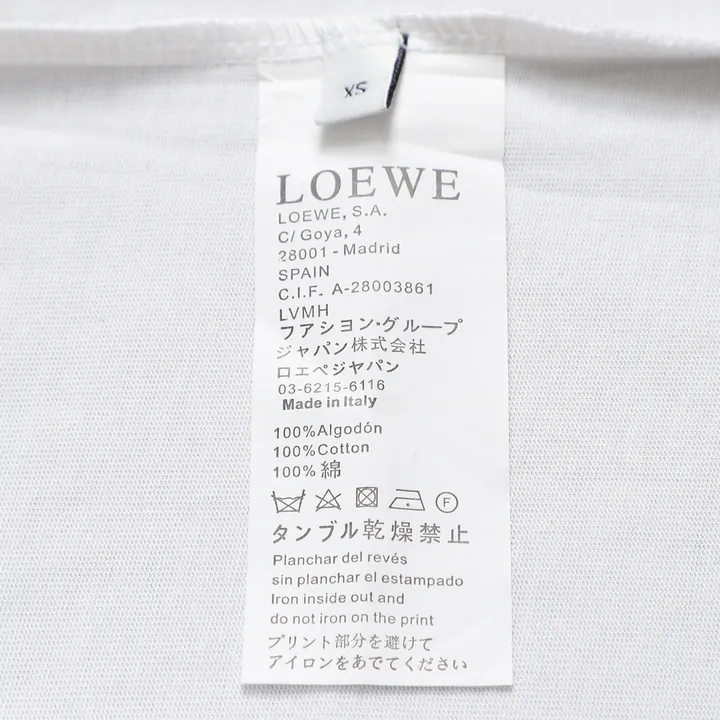 XS
LOEWE
LOEWE, S.A.
C/ Goya, 4
28001 - Madrid
SPAIN
C.I.F. A-28003861
LVMH
フアシヨン・グループ
ジャパン株式会社
ロエペジャパン
03-6215-6116
Made in Italy
100%Algodón
100%Cotton
100% 綿
F
タンブル乾燥禁止
Planchar del revés
sin planchar el estampado
Iron inside out and
do not iron on the print
プリント部分を避けて
アイロンをあでてください